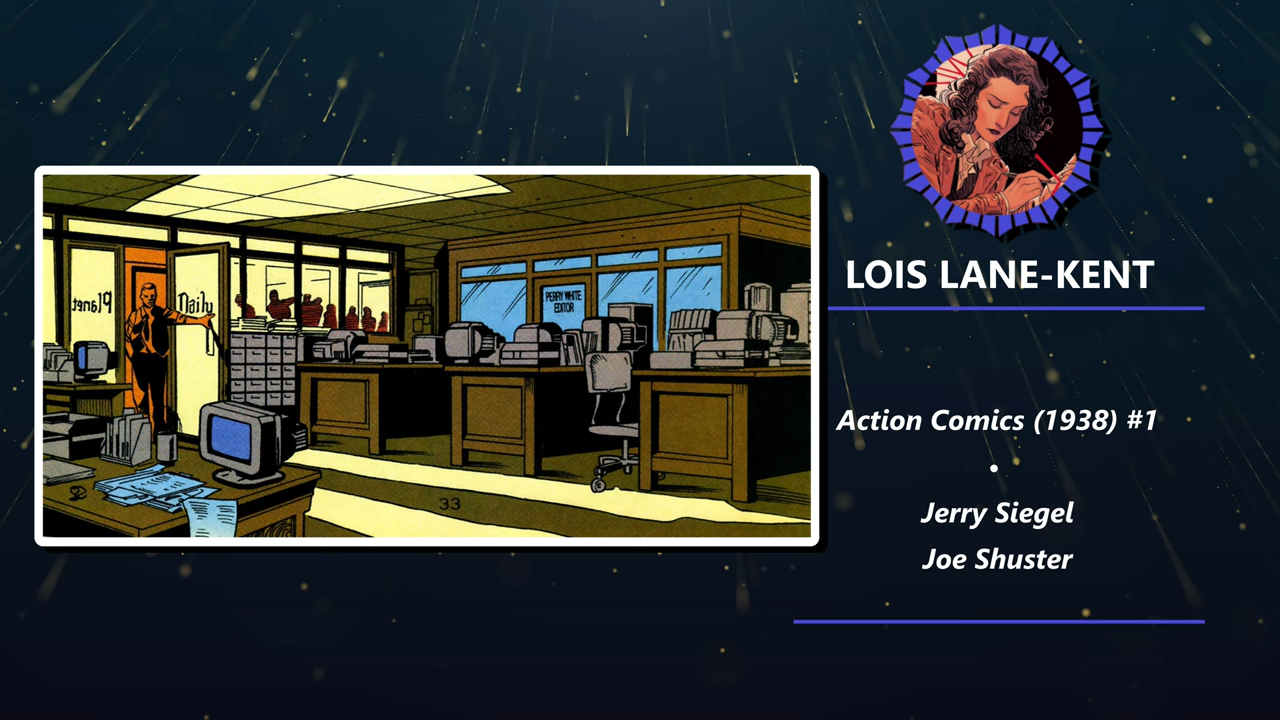 LOIS LANE-KENT
Action Comics (1938) #1
•
Jerry Siegel
Joe Shuster
Planet
Daily
PERRY WHITE
EDITOR
33